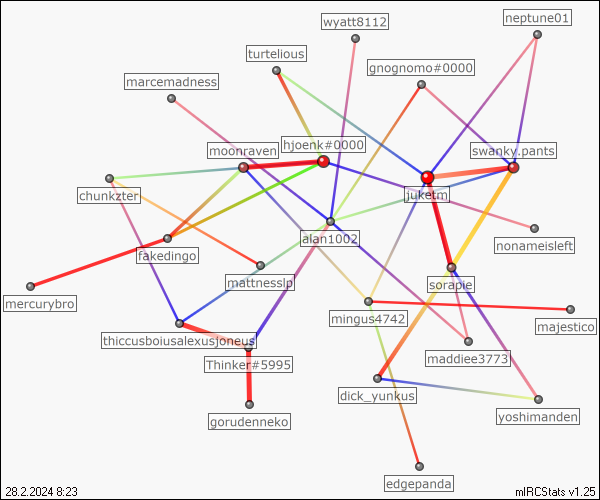 neptune01
wyatt8112
turtelious
gnognomo#0000
marcemadness
hjoenk#0000
moonraven
swanky.pants
chunkzter
juketm
alan1002
nonameisleft
fakedingo
mattnesslp
sorapie
mercurybro
mingus4742
majestico
thiccusboiusalexusjoneus
maddiee3773
Thinker#5995
dick_yunkus
gorudenneko
yoshimanden
edgepanda
28.2.2024 8:23
mIRCStats v1.25